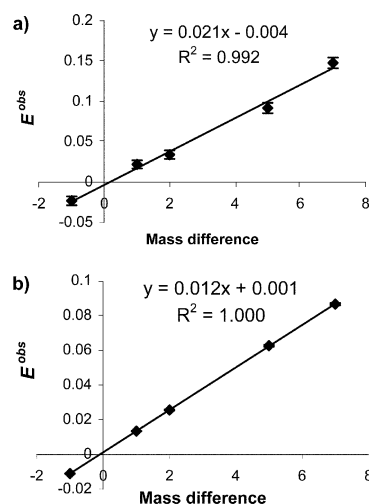 a)
y = 0.021x - 0.004
R² = 0.992
0.2
0.15
0.1
0.05
0
-0.05
E obs
-2 0 2 4 6 8
Mass difference
b)
y = 0.012x + 0.001
R² = 1.000
0.1
0.08
0.06
0.04
0.02
0
-0.02
E obs
-2 0 2 4 6 8
Mass difference